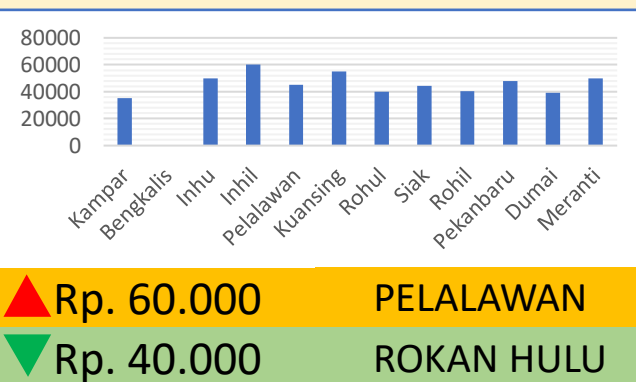 80000
60000
40000
20000
0
Kampar
Bengkalis
Inhu
Inhil
Pelalawan
Kuansing
Rohul
Siak
Rohil
Pekanbaru
Dumai
Meranti
Rp. 60.000 PELALAWAN
Rp. 40.000 ROKAN HULU